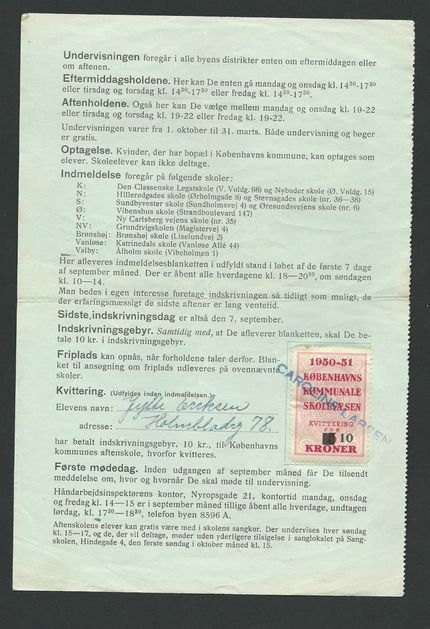 Undervisningen foregår i alle byens distrikter enten om eftermiddagen eller
om aftenen.
Eftermiddagsholdene. Her kan De enten gå mandag og onsdag kl. 14³⁰-17³⁰
eller tirsdag og torsdag kl. 14³⁰-17³⁰ eller fredag kl. 14³⁰-17³⁰.
Aftenholdene. Også her kan De vælge mellem mandag og onsdag kl. 19-22
eller tirsdag og torsdag kl. 19-22 eller fredag kl. 19-22.
Undervisningen varer fra 1. oktober til 31. marts. Både undervisning og bøger
er gratis.
Optagelse. Kvinder, der har bopæl i Københavns kommune, kan optages som
elever. Skoleelever kan ikke deltage.
Indmeldelse foregår på følgende skoler:
K: Den Classenske Legatskole (V. Voldg. 98) og Nyboder skole (Ø. Voldg. 15)
N: Hillerødgades skole (Ørholmgade 8) og Stevnsgades skole (nr. 36-38)
S: Sundbyvester skole (Sundholmsvej 4) og Øresundsvejens skole (nr. 6)
Ø: Vibenshus skole (Strandboulevard 147)
V: Ny Carlsberg vejens skole (nr. 35)
NV: Grundtvigskolen (Magistervej 4)
Brønshøj: Brønshøj skole (Liselundvej 2)
Vanløse: Katrinedals skole (Vanløse Allé 44)
Valby: Ålholm skole (Vibeholmen 1)
Her afleveres indmeldelsesblanketten i udfyldt stand i løbet af de første 7 dage
af september måned. Der er åbent alle hverdagene kl. 18—20³⁰, om søndagen
kl. 10—14.
Man bedes i egen interesse foretage indskrivningen så tidligt som muligt, da
der erfaringsmæssigt de sidste aftener er lang ventetid.
Sidste indskrivningsdag er altså den 7. september.
Indskrivningsgebyr. Samtidig med, at De afleverer blanketten, skal De be-
tale 10 kr. i indskrivningsgebyr.
Friplads kan opnås, når forholdene taler derfor. Blan-
ket til ansøgning om friplads udleveres på ovennævnte
skoler.
Kvittering. (Udfyldes inden indmeldelsen.)
Elevens navn: Jytte Eriksen
adresse: Holmbladsg 78.
har betalt indskrivningsgebyr, 10 kr., til Københavns
kommunes aftenskole, hvorfor kvitteres.
1950-51
KØBENHAVNS
KOMMUNALE
SKOLEVÆSEN
KVITTERING
FOR
10
KRONER
CAROLINE LARSEN
Første mødedag. Inden udgangen af september måned får De tilsendt
meddelelse om, hvor og hvornår De skal møde til undervisning.
Håndarbejdsinspektørens kontor, Nyropsgade 21, kontortid mandag, onsdag
og fredag kl. 14—15 er i september måned tillige åbent alle hverdage, undtagen
lørdag, kl. 17³⁰—18³⁰, telefon byen 8596 A.
Aftenskolens elever kan gratis være med i skolens sangkor. Der undervises hver søndag
kl. 15—17, og de, der vil deltage, møder uden yderligere tilsigelse i sanglokalet på Sang-
skolen, Hindegade 4, den første søndag i oktober måned kl. 15.